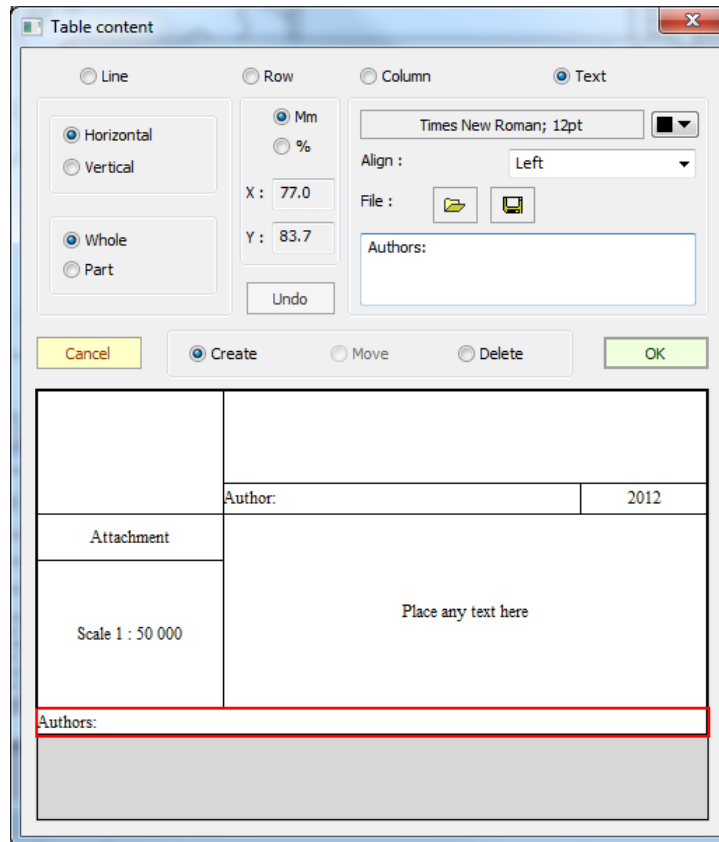 Table content
Line Row Column Text
Horizontal
Vertical
Mm
%
Times New Roman; 12pt
Align : Left
X : 77.0
File :
Whole
Part
Y : 83.7
Authors:
Undo
Cancel Create Move Delete OK
Author: 2012
Attachment
Place any text here
Scale 1 : 50 000
Authors: